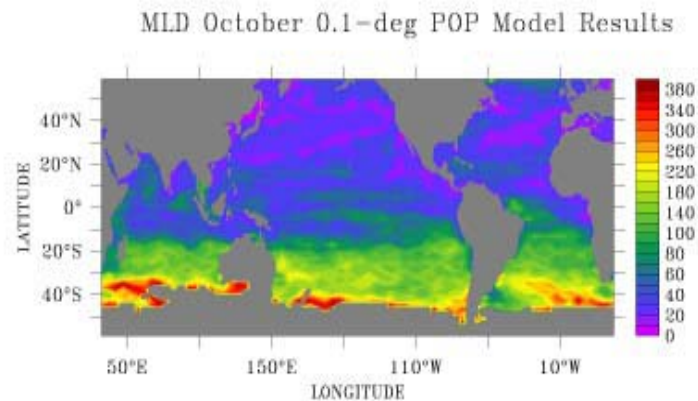 MLD October 0.1-deg POP Model Results
40°N
20°N
0°
20°S
40°S
LATITUDE
50°E
150°E
110°W
10°W
LONGITUDE
380
340
300
260
220
180
140
100
80
60
40
20
0